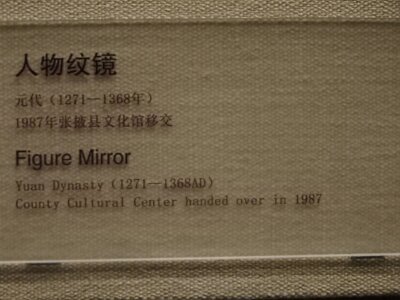 人物纹镜
元代（1271—1368年）
1987年张掖县文化馆移交
Figure Mirror
Yuan Dynasty (1271—1368AD)
County Cultural Center handed over in 1987